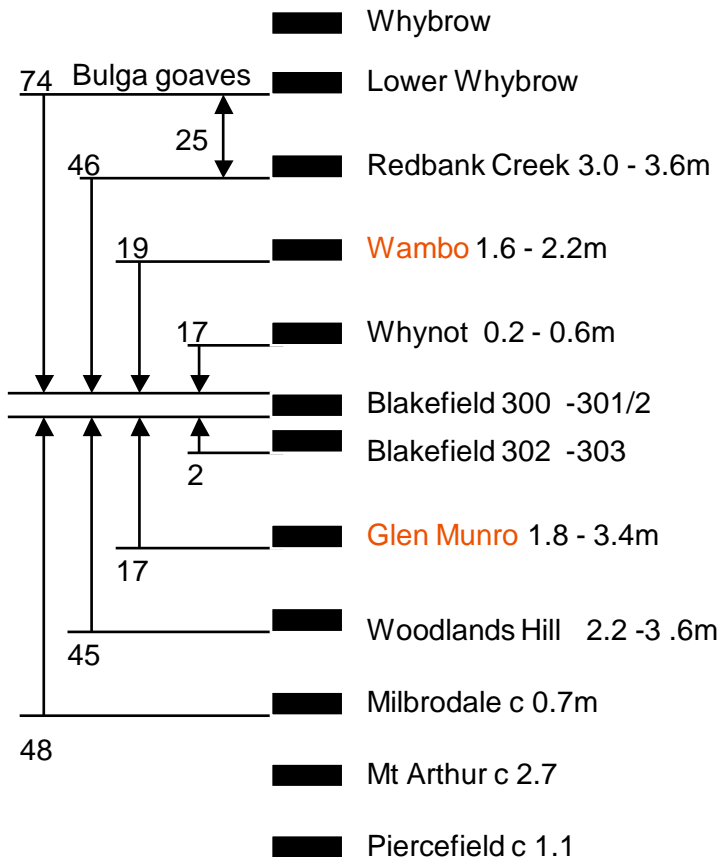 Whybrow
74 Bulga goaves Lower Whybrow
25
46 Redbank Creek 3.0 - 3.6m
19 Wambo 1.6 - 2.2m
17 Whynot 0.2 - 0.6m
Blakefield 300 -301/2
Blakefield 302 -303
2
Glen Munro 1.8 - 3.4m
17
Woodlands Hill 2.2 -3 .6m
45
Milbrodale c 0.7m
48
Mt Arthur c 2.7
Piercefield c 1.1